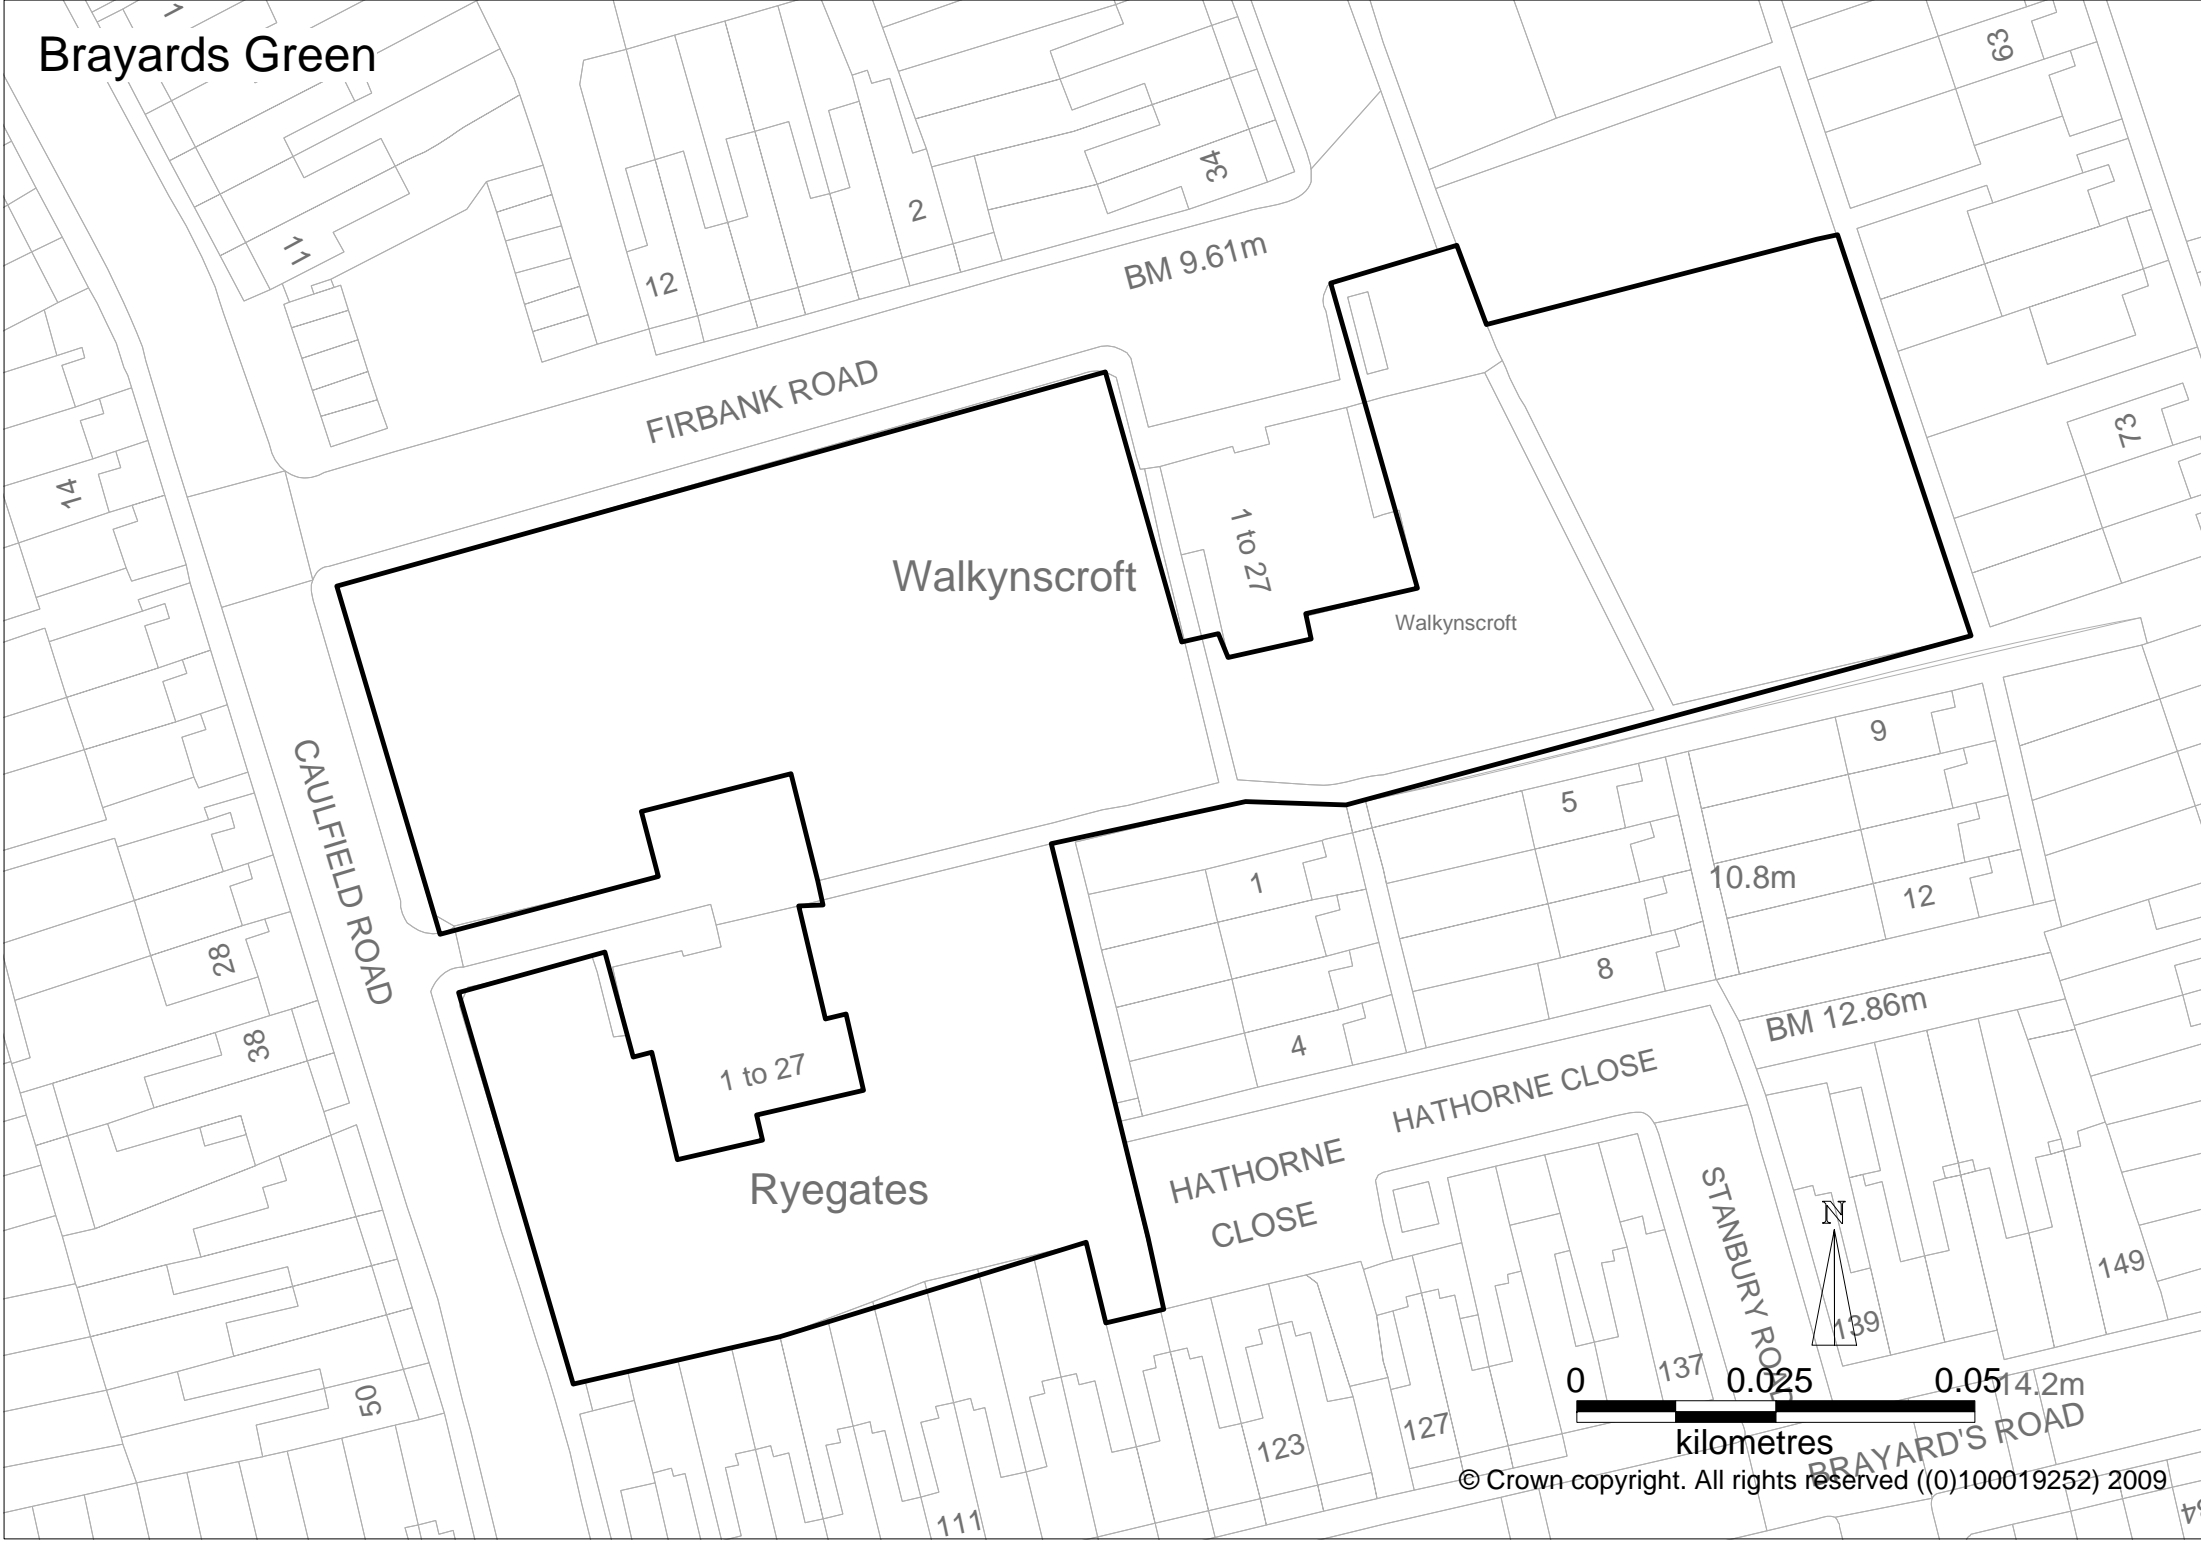 Brayards Green
1
63
11
34
2
12
BM 9.61m
FIRBANK ROAD
73
14
1 to 27
Walkynscroft
Walkynscroft
CAULFIELD ROAD
9
5
1
10.8m
12
28
8
BM 12.86m
38
4
1 to 27
HATHORNE CLOSE
HATHORNE
CLOSE
Ryegates
STANBURY ROAD
N
149
139
137
50
0 0.025 0.05
14.2m
127
123
111
kilometres
BRAYARD'S ROAD
© Crown copyright. All rights reserved ((0)100019252) 2009